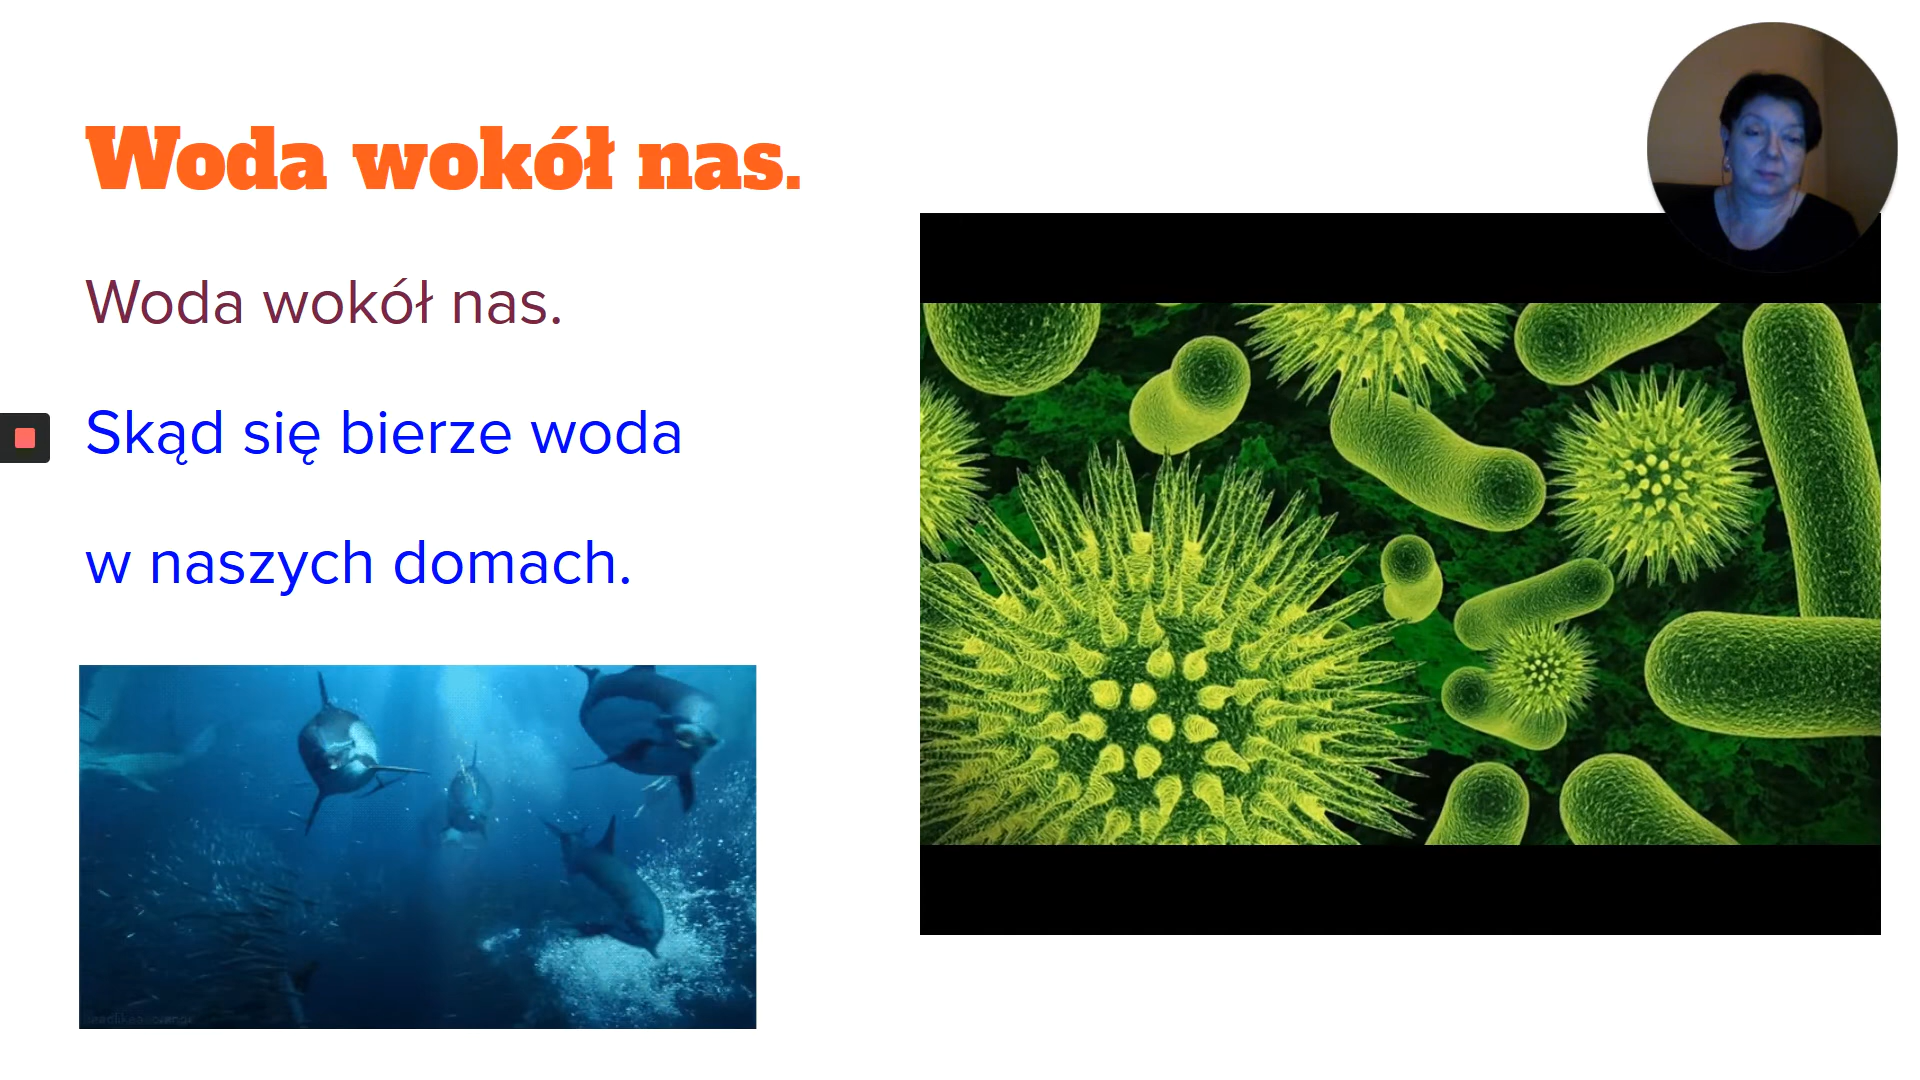 Woda wokół nas.
Woda wokół nas.
Skąd się bierze woda
w naszych domach.